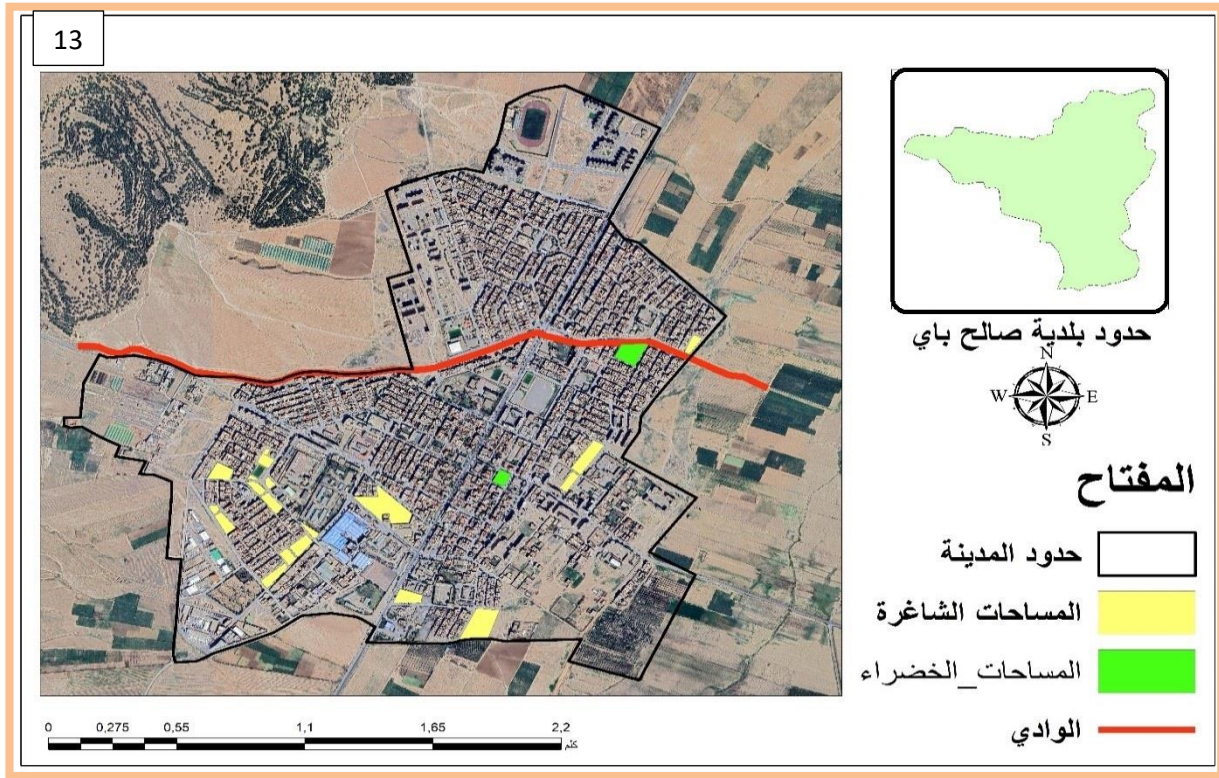 13
حدود بلدية صالح باي
N
W E
S
المفتاح
حدود المدينة
المساحات الشاغرة
المساحات_الخضراء
الوادي
0 0,275 0,55 1,1 1,65 2,2
كلم